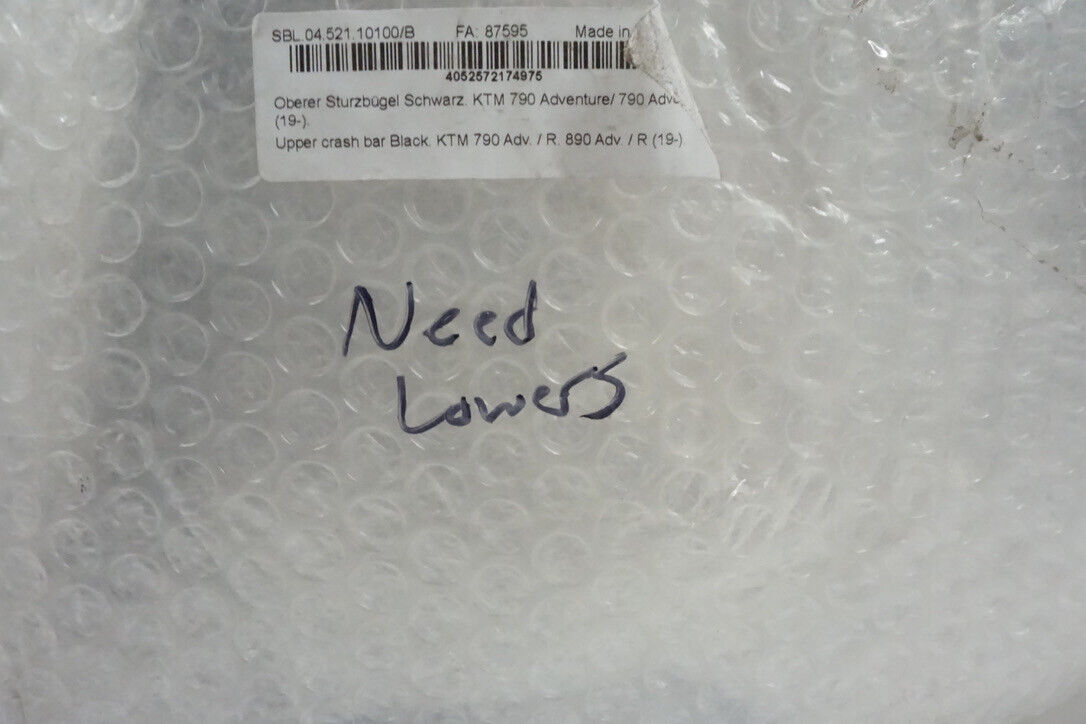 SBL.04.521.10100/B FA: 87595 Made in
4052572174975
Oberer Sturzbügel Schwarz. KTM 790 Adventure/ 790
(19-).
Upper crash bar Black. KTM 790 Adv. / R. 890 Adv. / R (19-)
Need
Lowers